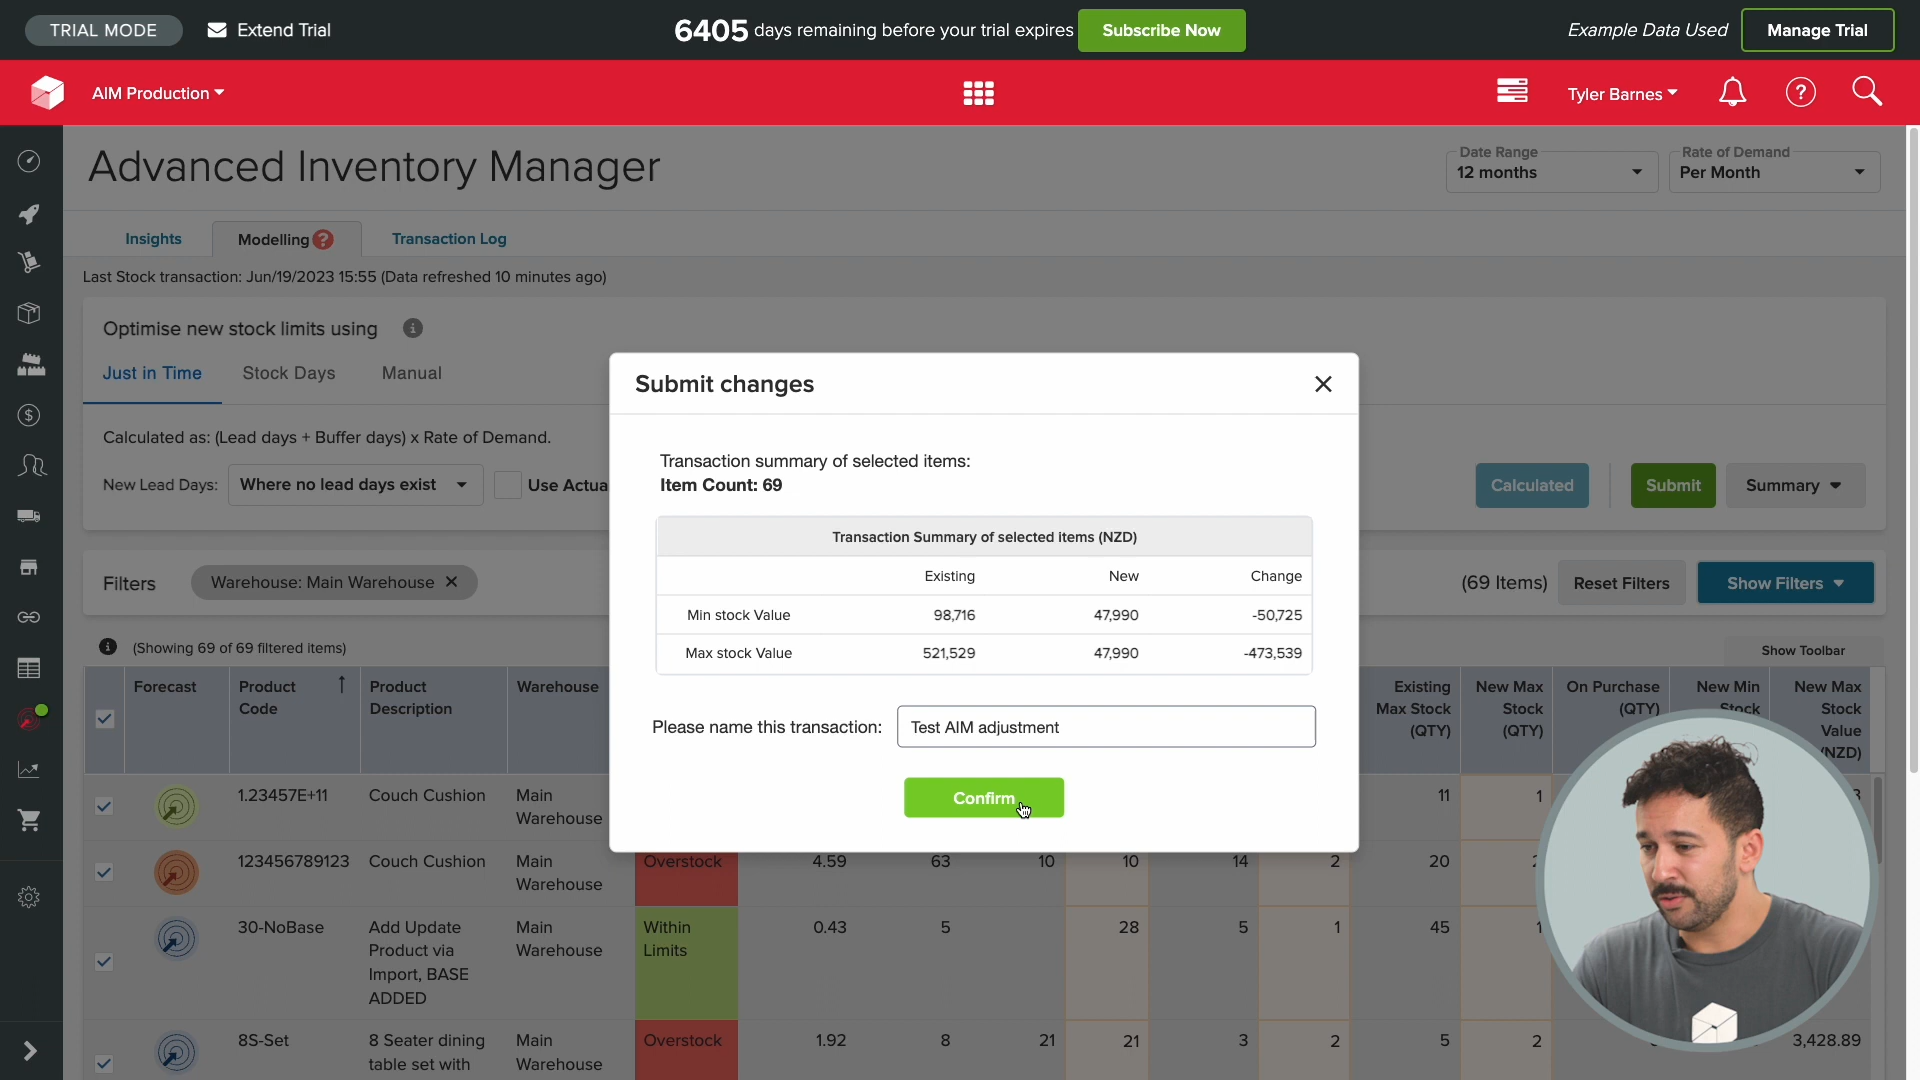 TRIAL MODE
Extend Trial
6405 days remaining before your trial expires
Subscribe Now
Example Data Used
Manage Trial
AIM Production
Tyler Barnes
?
Advanced Inventory Manager
Date Range
12 months
Rate of Demand
Per Month
Insights
Modelling ?
Transaction Log
Last Stock transaction: Jun/19/2023 15:55 (Data refreshed 10 minutes ago)
Optimise new stock limits using i
Just in Time
Stock Days
Manual
Calculated as: (Lead days + Buffer days) x Rate of Demand.
New Lead Days:
Where no lead days exist
Use Actua
Calculated
Submit
Summary
Submit changes
Transaction summary of selected items:
Item Count: 69
Transaction Summary of selected items (NZD)
Existing New Change
Min stock Value 98,716 47,990 -50,725
Max stock Value 521,529 47,990 -473,539
Please name this transaction: Test AIM adjustment
Confirm
Filters
Warehouse: Main Warehouse
(69 Items)
Reset Filters
Show Filters
i (Showing 69 of 69 filtered items)
Show Toolbar
Forecast
Product
Code
Product
Description
Warehouse
Existing
Max Stock
(QTY)
New Max
Stock
(QTY)
On Purchase
(QTY)
New Min
Stock
New Max
Stock
Value
NZD)
1.23457E+11 Couch Cushion Main
Warehouse
11 1
123456789123 Couch Cushion Main
Warehouse
Overstock 4.59 63 10 10 14 2 20
30-NoBase Add Update
Product via
Import, BASE
ADDED
Main
Warehouse
Within
Limits
0.43 5 28 5 1 45
8S-Set 8 Seater dining
table set with
Main
Warehouse
Overstock 1.92 8 21 21 3 2 5 2 3,428.89